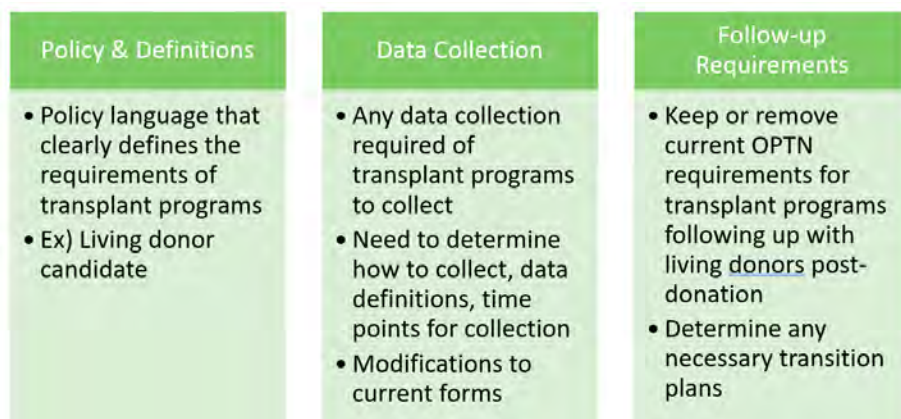 Policy & Definitions
• Policy language that
clearly defines the
requirements of
transplant programs
• Ex) Living donor
candidate
Data Collection
• Any data collection
required of
transplant programs
to collect
• Need to determine
how to collect, data
definitions, time
points for collection
• Modifications to
current forms
Follow-up
Requirements
• Keep or remove
current OPTN
requirements for
transplant programs
following up with
living donors post-
donation
• Determine any
necessary transition
plans